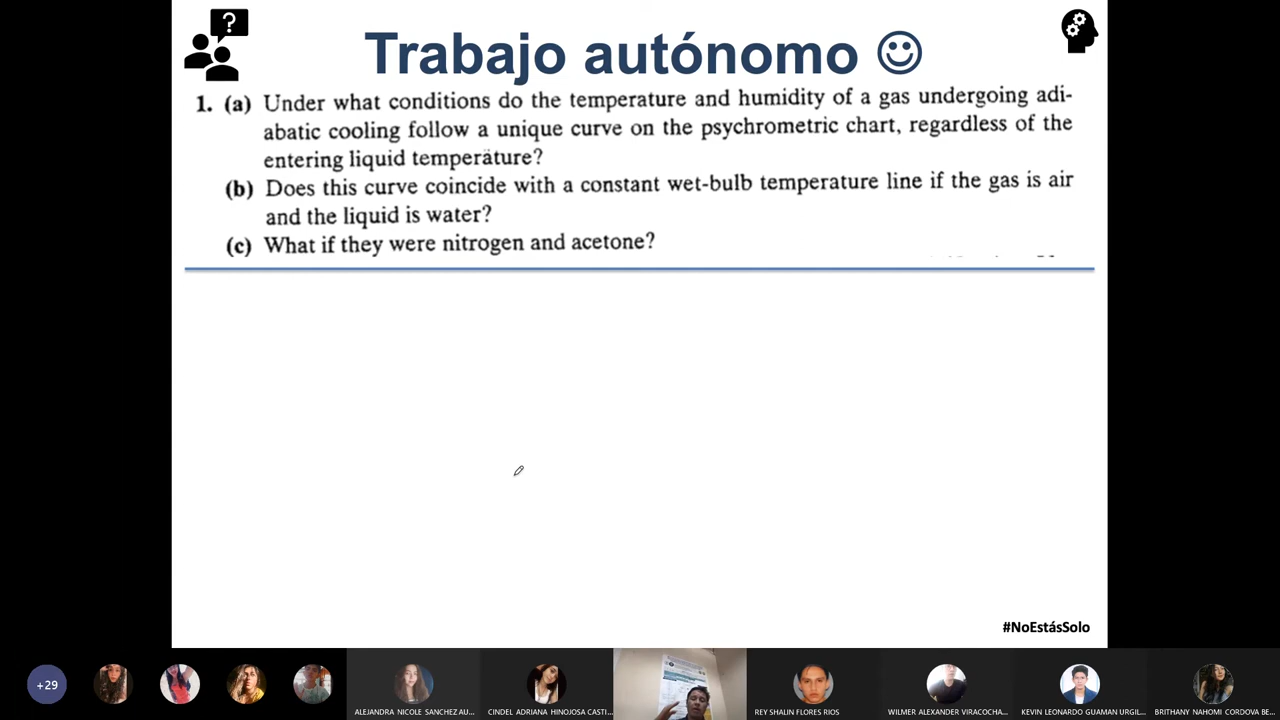 ?
Trabajo autónomo ☺
1. (a) Under what conditions do the temperature and humidity of a gas undergoing adi-
abatic cooling follow a unique curve on the psychrometric chart, regardless of the
entering liquid temperature?
(b) Does this curve coincide with a constant wet-bulb temperature line if the gas is air
and the liquid is water?
(c) What if they were nitrogen and acetone?
#NoEstásSolo
+29
ALEJANDRA NICOLE SANCHEZ AU...
CINDEL ADRIANA HINOJOSA CASTI...
REY SHALIN FLORES RIOS
WILMER ALEXANDER VIRACOCHA...
KEVIN LEONARDO GUAMAN URGIL...
BRITHANY NAHOMI CORDOVA BE...